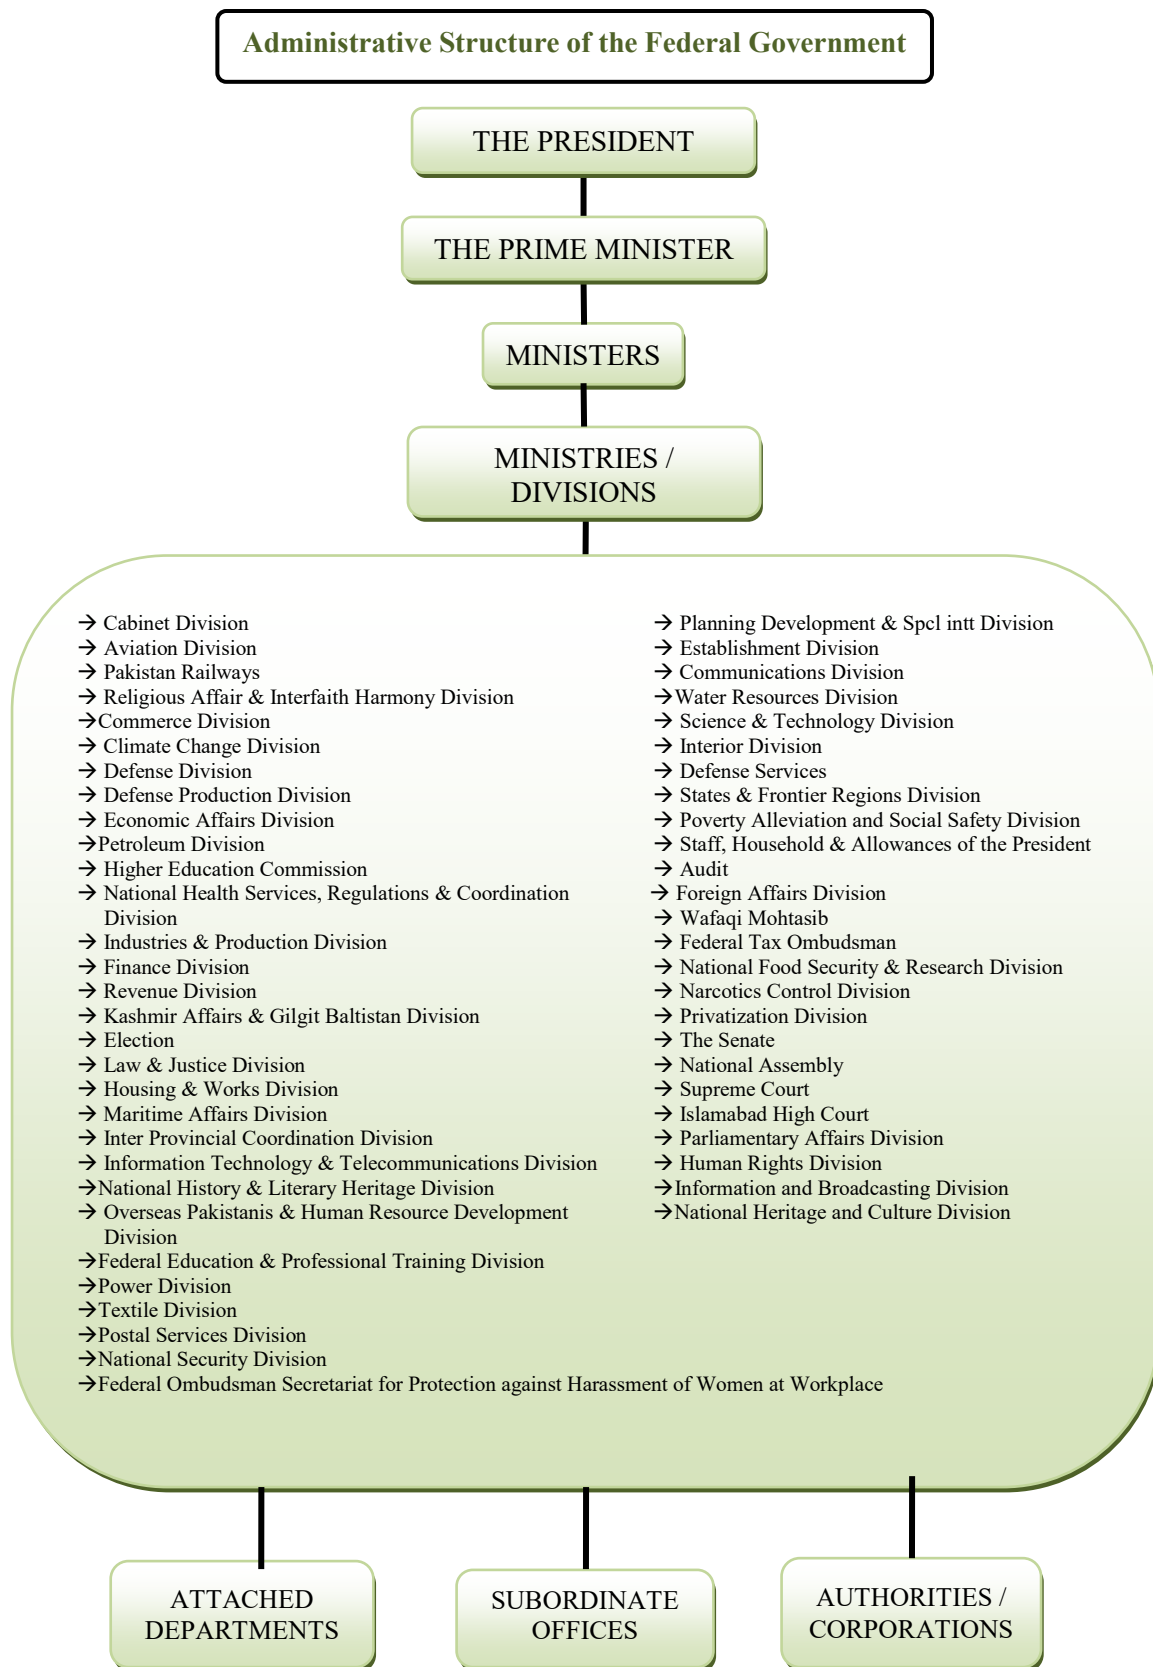 Administrative Structure of the Federal Government
THE PRESIDENT
THE PRIME MINISTER
MINISTERS
MINISTRIES /
DIVISIONS
→ Cabinet Division
→ Aviation Division
→ Pakistan Railways
→ Religious Affair & Interfaith Harmony Division
→Commerce Division
→ Climate Change Division
→ Defense Division
→ Defense Production Division
→ Economic Affairs Division
→Petroleum Division
→ Higher Education Commission
→ National Health Services, Regulations & Coordination
Division
→ Industries & Production Division
→ Finance Division
→ Revenue Division
→ Kashmir Affairs & Gilgit Baltistan Division
→ Election
→ Law & Justice Division
→ Housing & Works Division
→ Maritime Affairs Division
→ Inter Provincial Coordination Division
→ Information Technology & Telecommunications Division
→National History & Literary Heritage Division
→ Overseas Pakistanis & Human Resource Development
Division
→Federal Education & Professional Training Division
→Power Division
→Textile Division
→Postal Services Division
→National Security Division
→Federal Ombudsman Secretariat for Protection against Harassment of Women at Workplace
→ Planning Development & Spcl intt Division
→ Establishment Division
→ Communications Division
→Water Resources Division
→ Science & Technology Division
→ Interior Division
→ Defense Services
→ States & Frontier Regions Division
→ Poverty Alleviation and Social Safety Division
→ Staff, Household & Allowances of the President
→ Audit
→ Foreign Affairs Division
→ Wafaqi Mohtasib
→ Federal Tax Ombudsman
→ National Food Security & Research Division
→ Narcotics Control Division
→ Privatization Division
→ The Senate
→ National Assembly
→ Supreme Court
→ Islamabad High Court
→ Parliamentary Affairs Division
→ Human Rights Division
→Information and Broadcasting Division
→National Heritage and Culture Division
ATTACHED
DEPARTMENTS
SUBORDINATE
OFFICES
AUTHORITIES /
CORPORATIONS